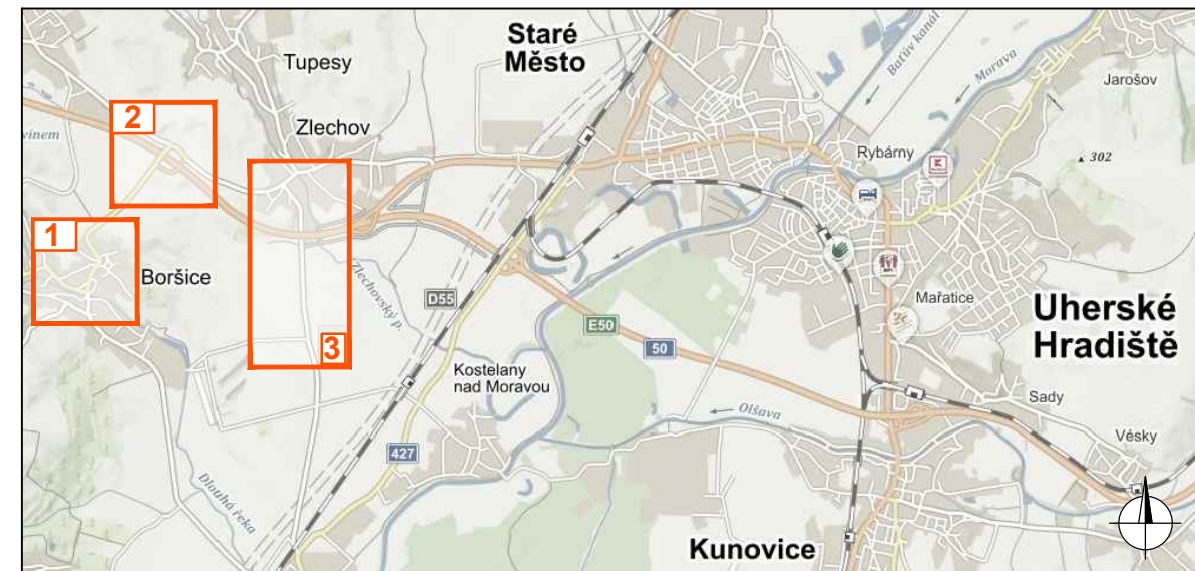 Staré
Město
Tupesy
Baťův kanál
Morava
Jarošov
2
Zlechov
vinem
Rybárny
302
1
Boršice
Zlechovský p.
D55
Mařatice
Uherské
Hradiště
E50
50
3
Kostelany
nad Moravou
Sady
Olšava
Vésky
427
Dlouhá řeka
Kunovice